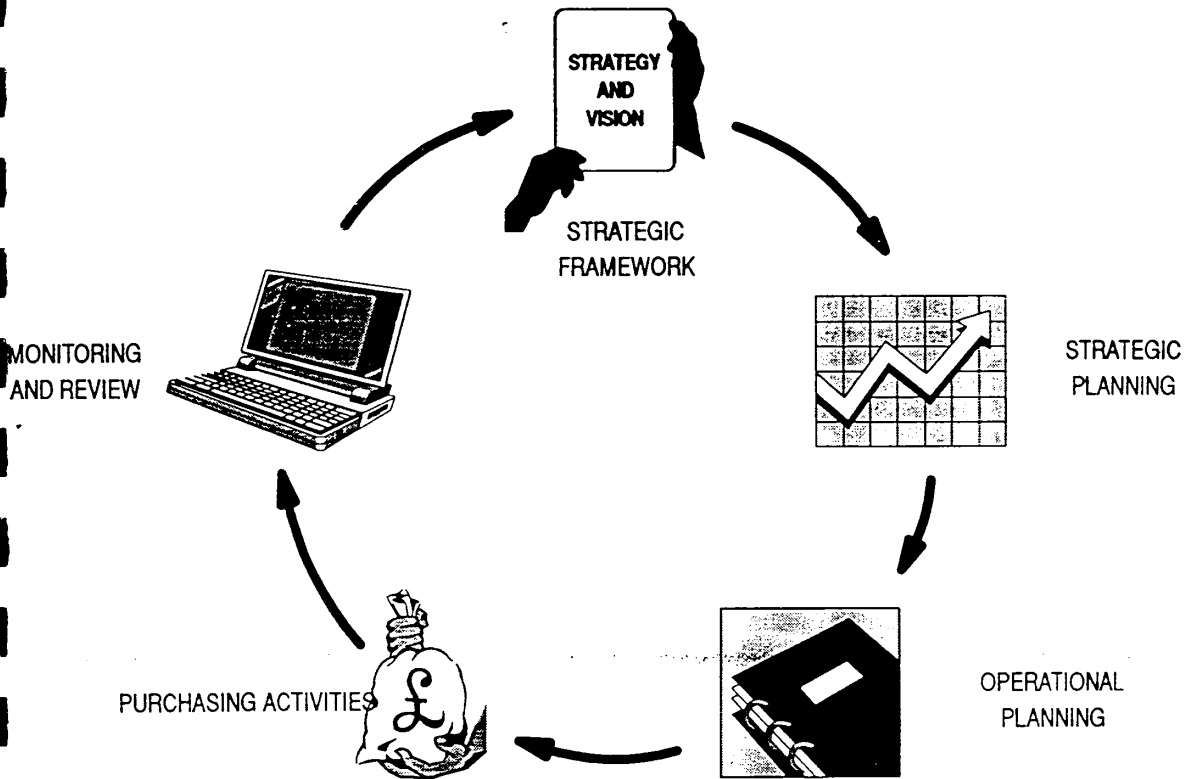 STRATEGY
AND
VISION
STRATEGIC
FRAMEWORK
STRATEGIC
PLANNING
OPERATIONAL
PLANNING
£
PURCHASING ACTIVITIES
MONITORING
AND REVIEW